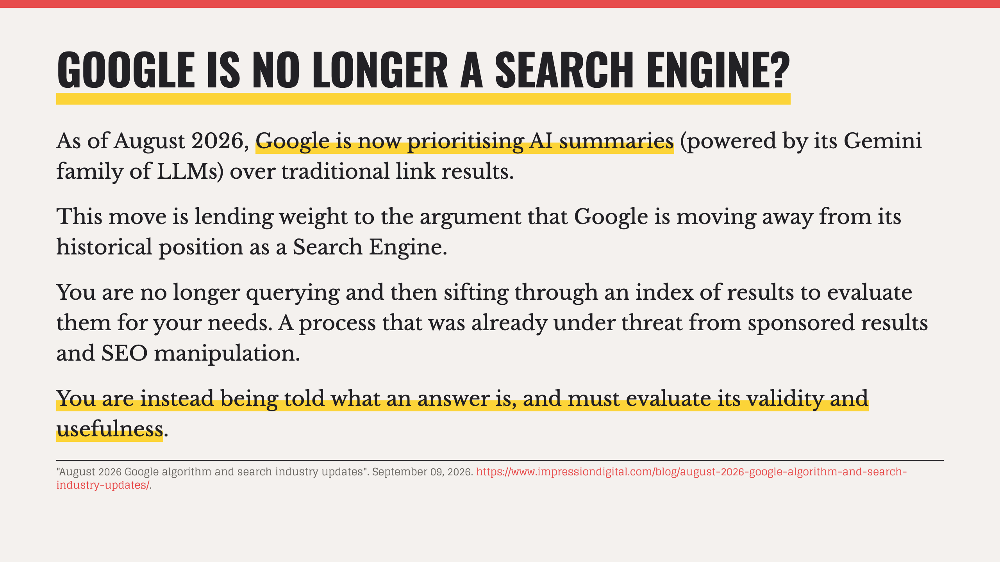 GOOGLE IS NO LONGER A SEARCH ENGINE?
As of August 2026, Google is now prioritising AI summaries (powered by its Gemini
family of LLMs) over traditional link results.
This move is lending weight to the argument that Google is moving away from its
historical position as a Search Engine.
You are no longer querying and then sifting through an index of results to evaluate
them for your needs. A process that was already under threat from sponsored results
and SEO manipulation.
You are instead being told what an answer is, and must evaluate its validity and
usefulness.
"August 2026 Google algorithm and search industry updates". September 09, 2026. https://www.impressiondigital.com/blog/august-2026-google-algorithm-and-search-
industry-updates/.